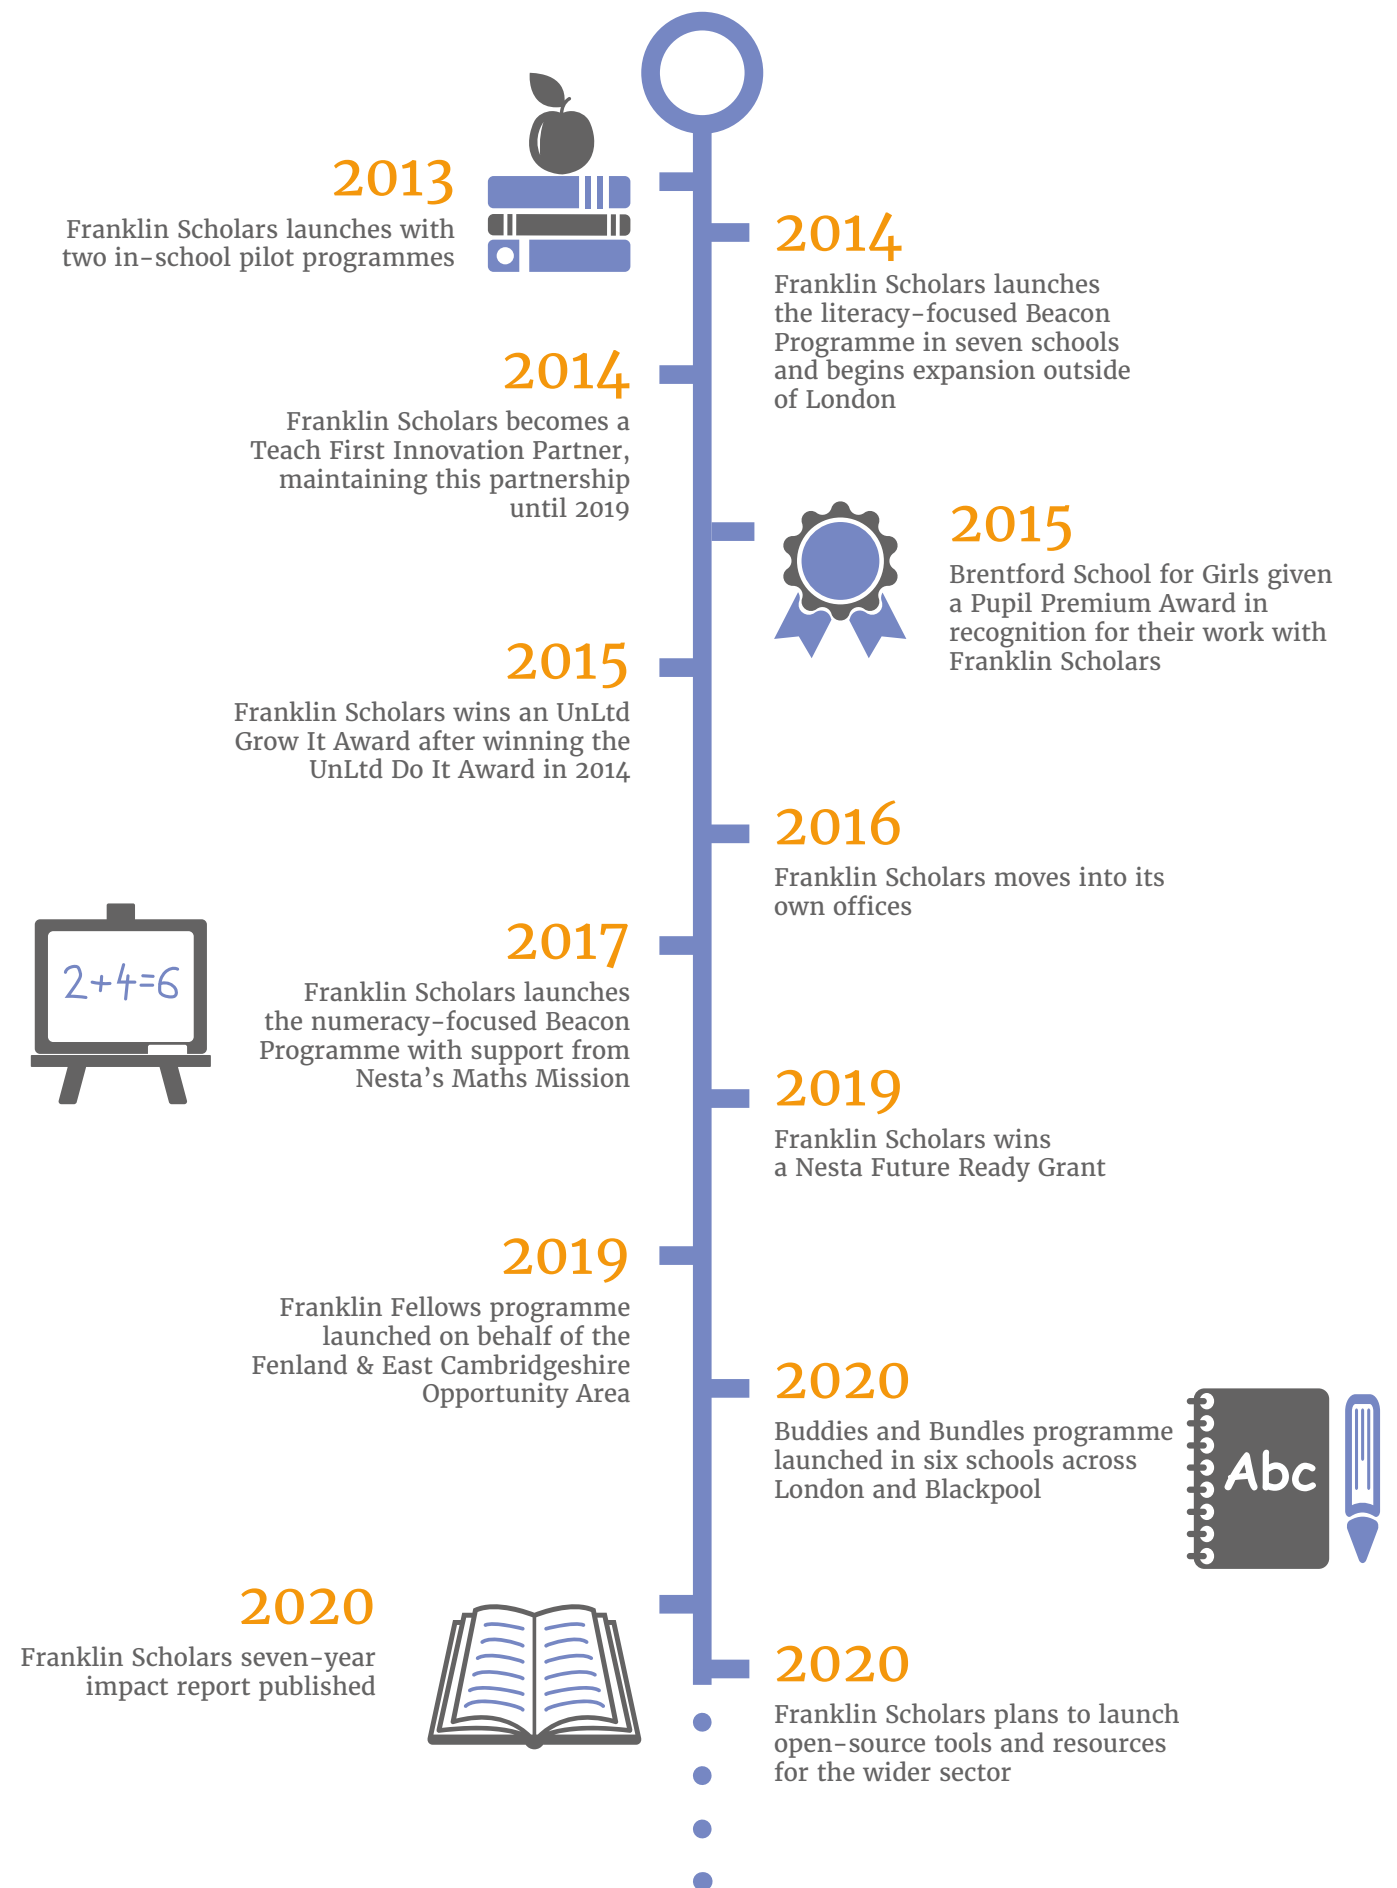 2013
Franklin Scholars launches with
two in-school pilot programmes
2014
Franklin Scholars launches
the literacy-focused Beacon
Programme in seven schools
and begins expansion outside
of London
2014
Franklin Scholars becomes a
Teach First Innovation Partner,
maintaining this partnership
until 2019
2015
Brentford School for Girls given
a Pupil Premium Award in
recognition for their work with
Franklin Scholars
2015
Franklin Scholars wins an UnLtd
Grow It Award after winning the
UnLtd Do It Award in 2014
2016
Franklin Scholars moves into its
own offices
2+4=6
2017
Franklin Scholars launches
the numeracy-focused Beacon
Programme with support from
Nesta’s Maths Mission
2019
Franklin Scholars wins
a Nesta Future Ready Grant
2019
Franklin Fellows programme
launched on behalf of the
Fenland & East Cambridgeshire
Opportunity Area
2020
Buddies and Bundles programme
launched in six schools across
London and Blackpool
Abc
2020
Franklin Scholars seven-year
impact report published
2020
Franklin Scholars plans to launch
open-source tools and resources
for the wider sector